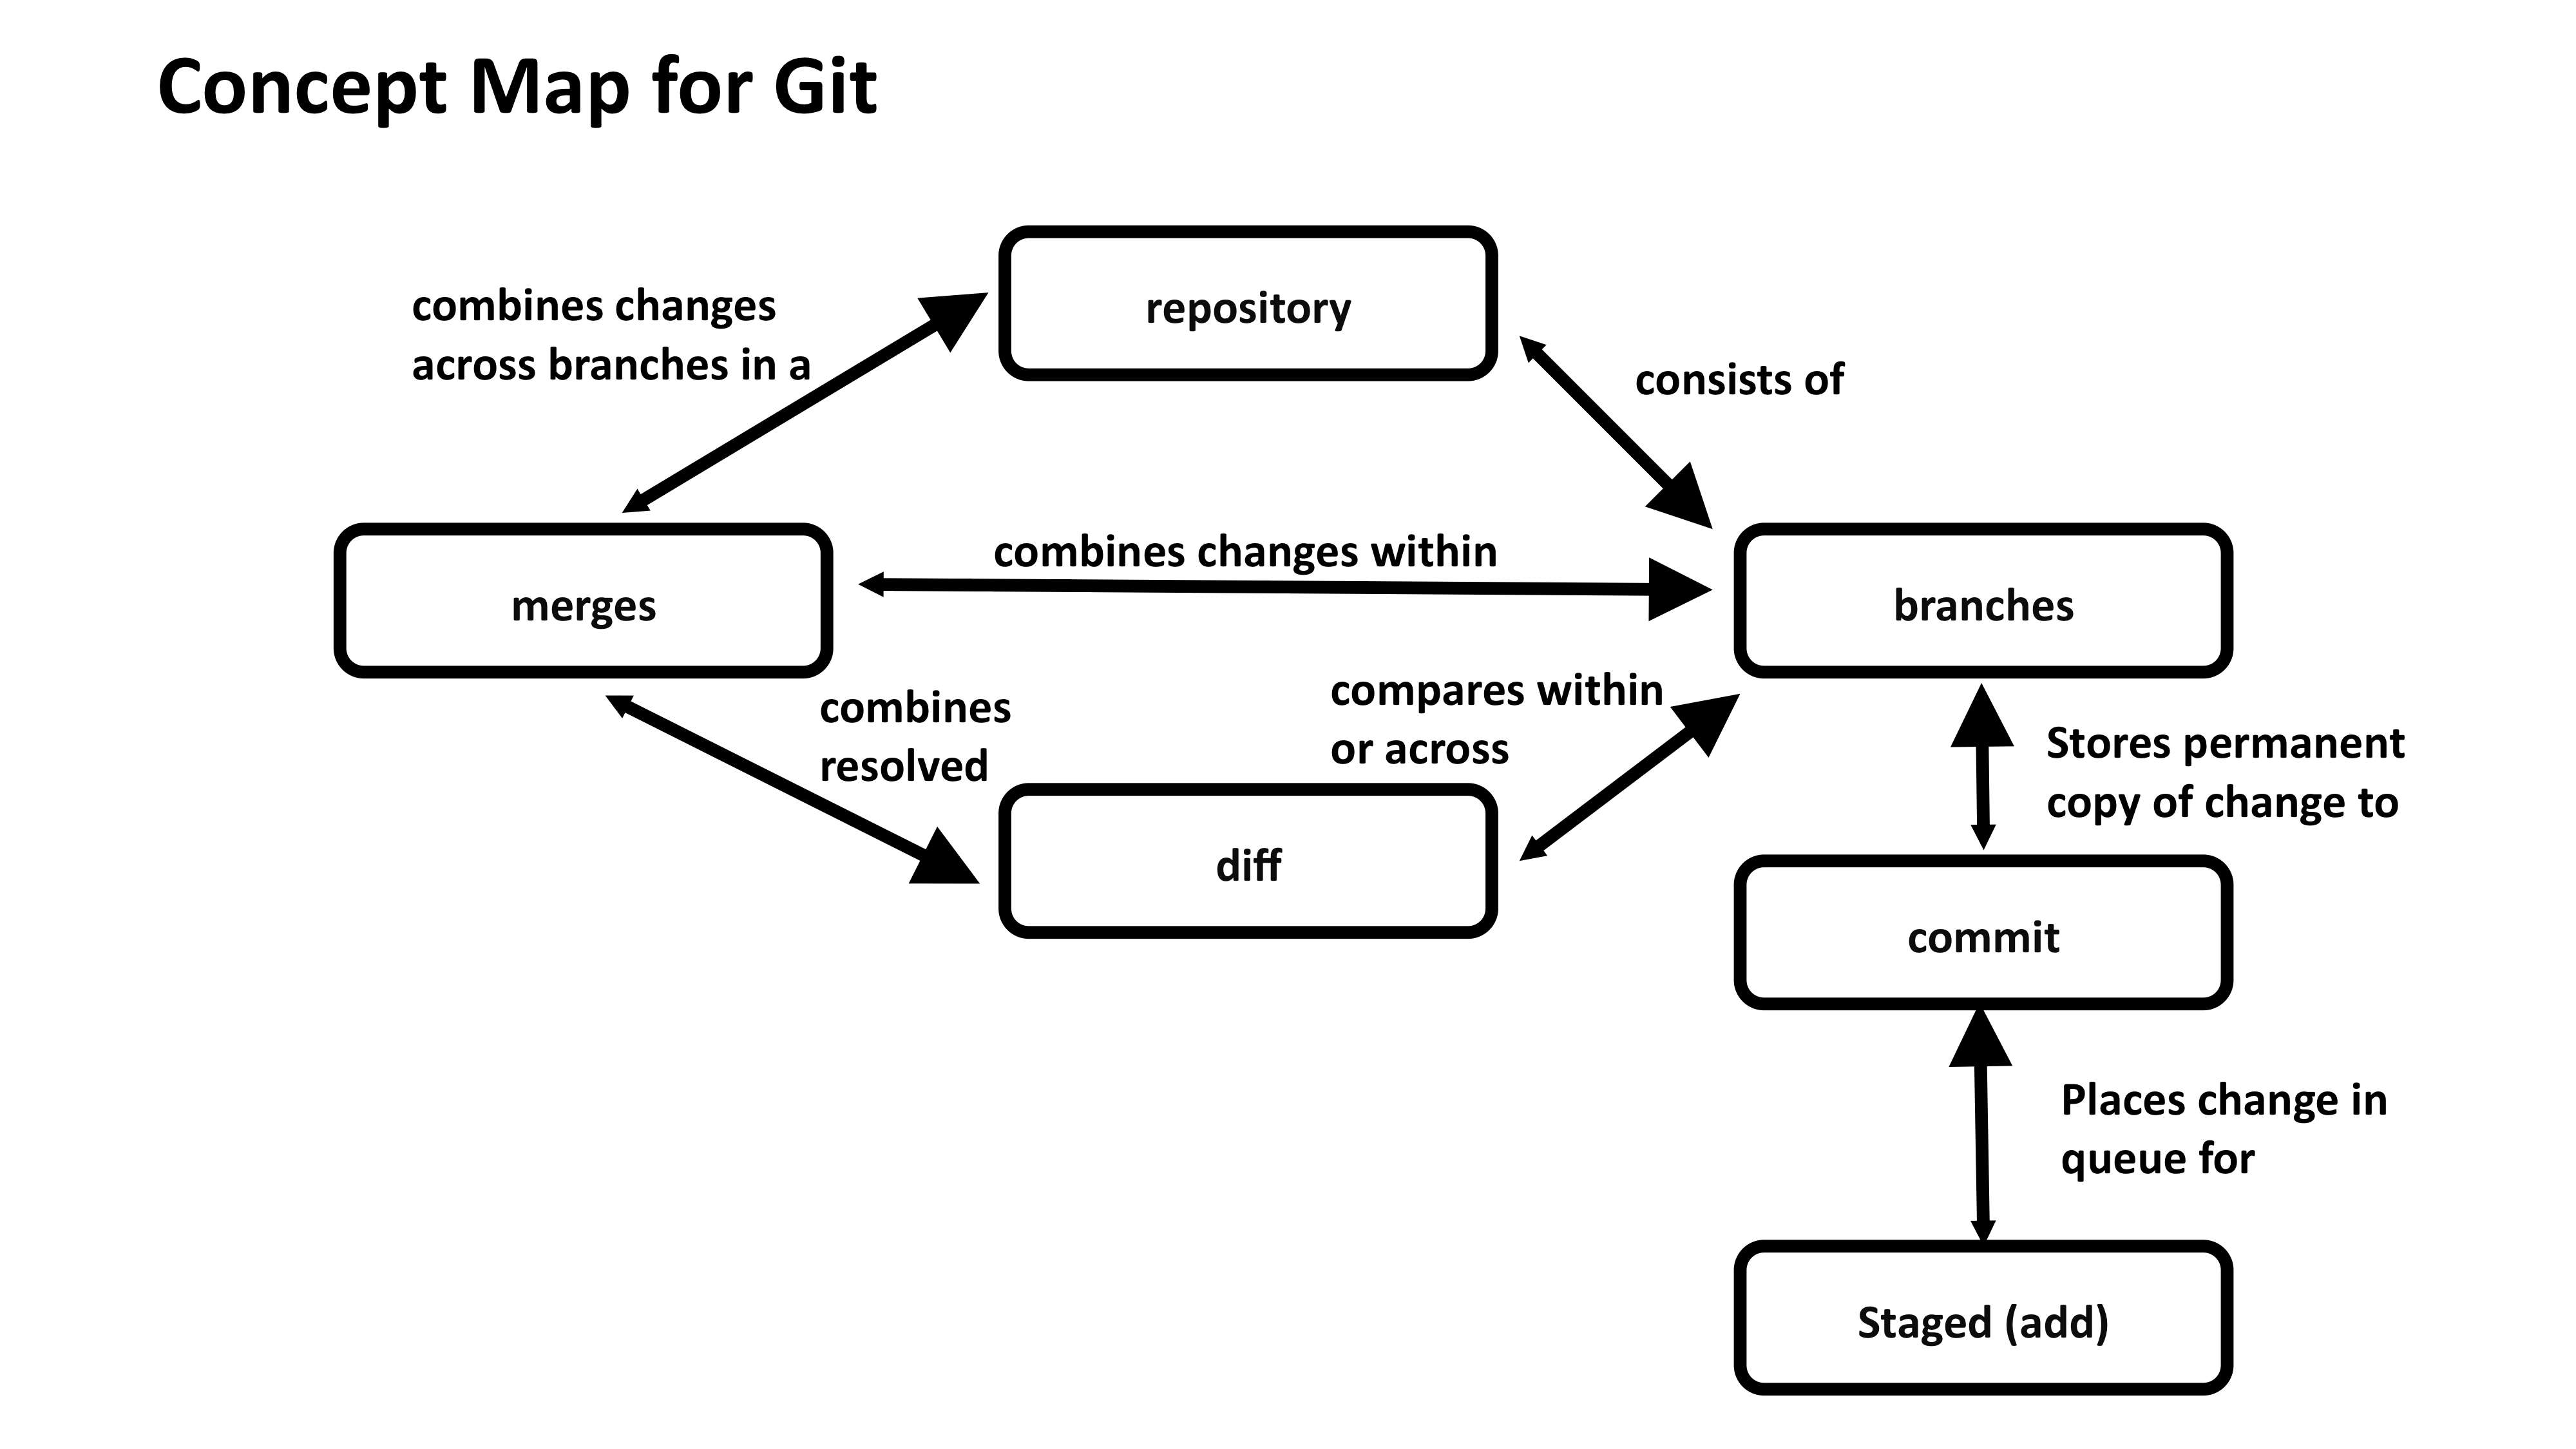 Concept Map for Git
repository
combines changes
across branches in a
consists of
combines changes within
merges
branches
combines
resolved
compares within
or across
Stores permanent
copy of change to
diff
commit
Places change in
queue for
Staged (add)